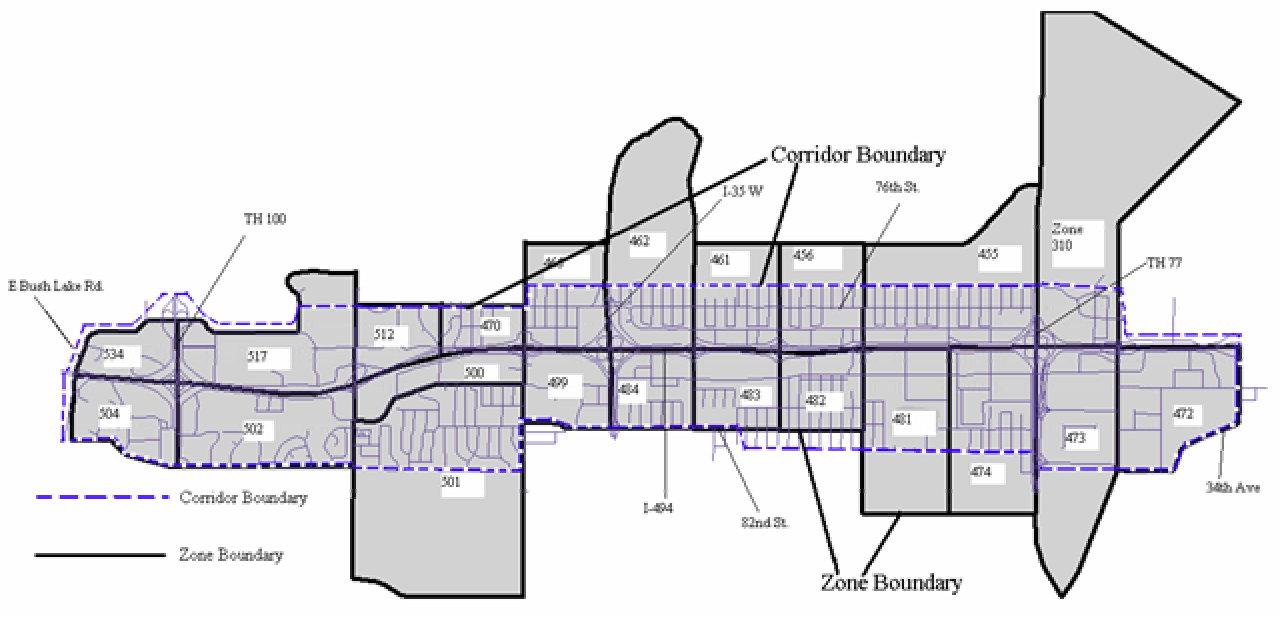 Corridor Boundary
I-35 W
76th St.
TH 100
Zone
310
462
461
456
455
TH 77
E Bush Lake Rd.
512
470
534
517
500
499
484
483
482
481
504
502
472
473
501
474
Corridor Boundary
34th Ave
I-494
82nd St.
Zone Boundary
Zone Boundary